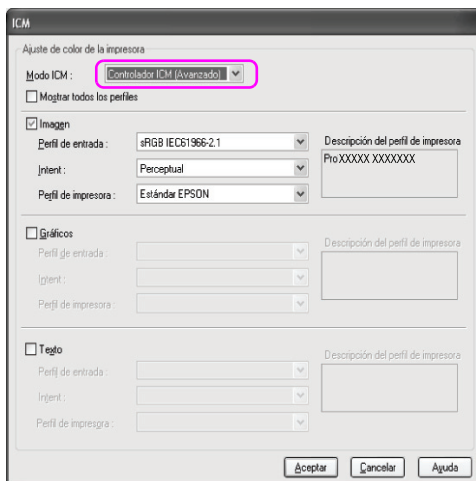 ICM
Ajuste de color de la impresora
Modo ICM : Controlador ICM (Avanzado)
Mostrar todos los perfiles
Imagen
Perfil de entrada : sRGB IEC61966-2.1
Intent : Perceptual
Perfil de impresora : Estándar EPSON
Descripción del perfil de impresora
ProXXXXX XXXXXXX
Gráficos
Perfil de entrada :
Intent :
Perfil de impresora :
Descripción del perfil de impresora
Texto
Perfil de entrada :
Intent :
Perfil de impresgra :
Descripción del perfil de impresora
Aceptar Cancelar Ayuda